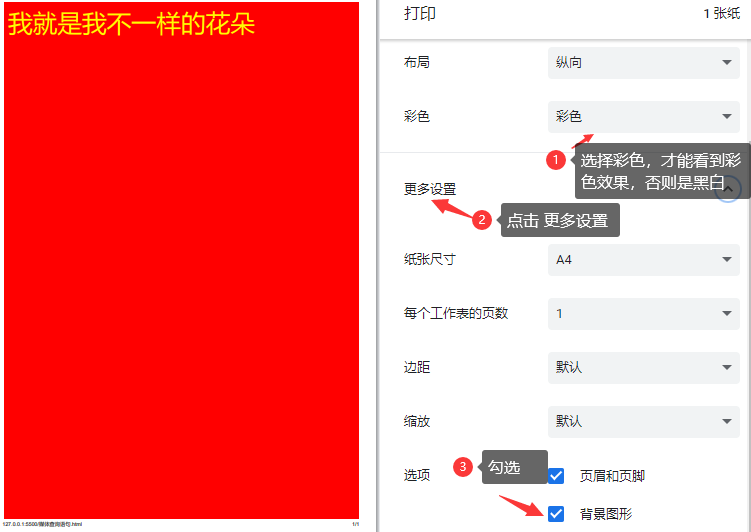 我就是我不一样的花朵
127.0.0.1:5500/媒体查询语句.html
1/1
打印
1 张纸
布局
纵向
彩色
彩色
1
选择彩色，才能看到彩
色效果，否则是黑白
更多设置
2
点击 更多设置
纸张尺寸
A4
每个工作表的页数
1
边距
默认
缩放
默认
3
勾选
选项
页眉和页脚
背景图形